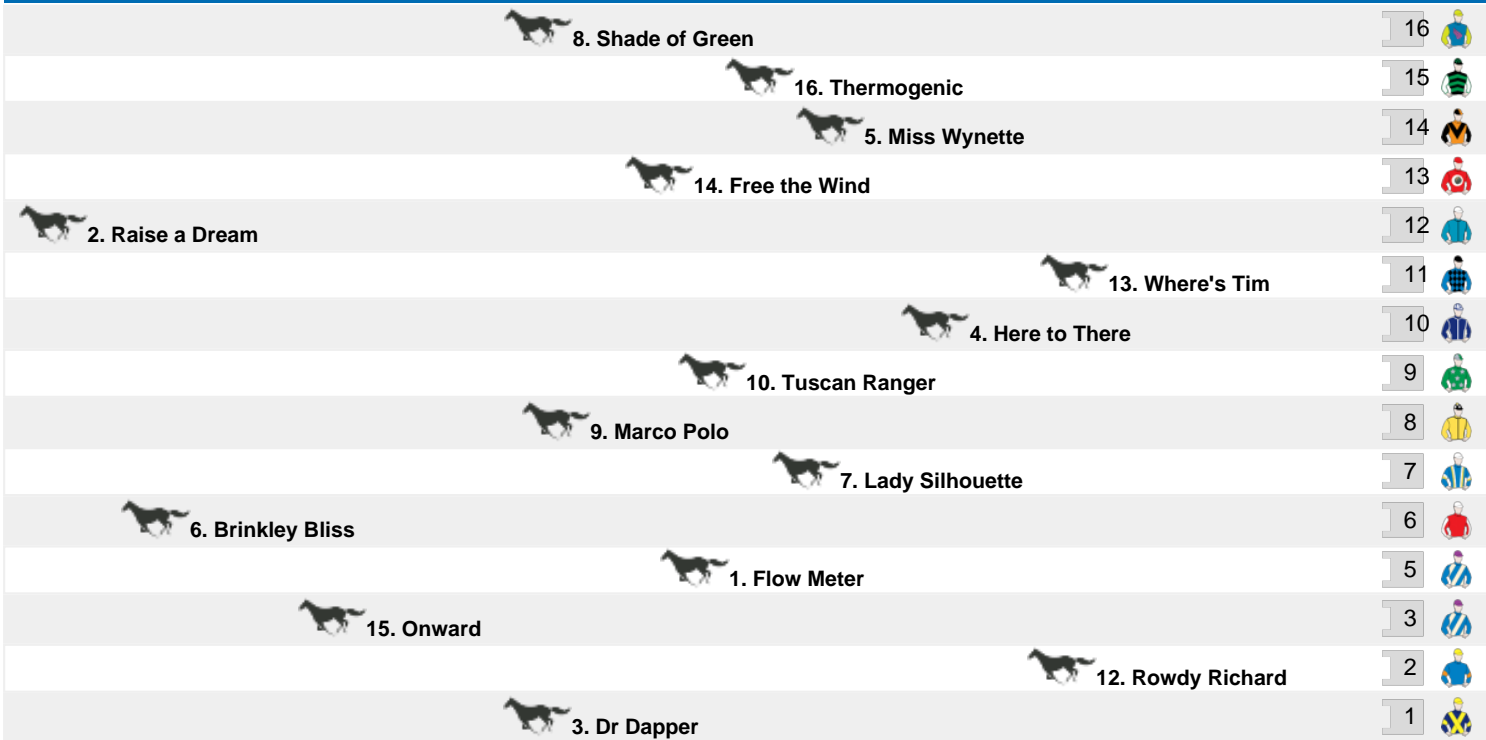 8. Shade of Green 16
16. Thermogenic 15
5. Miss Wynette 14
14. Free the Wind 13
2. Raise a Dream 12
13. Where's Tim 11
4. Here to There 10
10. Tuscan Ranger 9
9. Marco Polo 8
7. Lady Silhouette 7
6. Brinkley Bliss 6
1. Flow Meter 5
15. Onward 3
12. Rowdy Richard 2
3. Dr Dapper 1